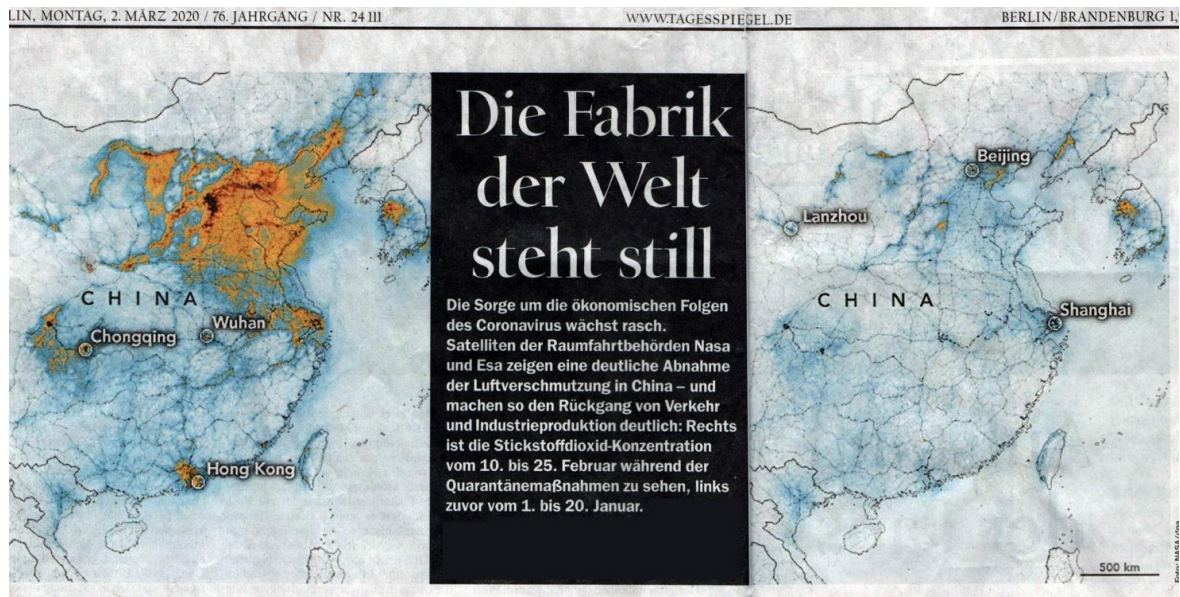 LIN, MONTAG, 2. MÄRZ 2020 / 76. JAHRGANG / NR. 24 111
WWW.TAGESSPIEGEL.DE
BERLIN/BRANDENBURG 1,
CHINA
Chongqing
Wuhan
Hong Kong
Die Fabrik
der Welt
steht still
Die Sorge um die ökonomischen Folgen
des Coronavirus wächst rasch.
Satelliten der Raumfahrtbehörden Nasa
und Esa zeigen eine deutliche Abnahme
der Luftverschmutzung in China – und
machen so den Rückgang von Verkehr
und Industrieproduktion deutlich: Rechts
ist die Stickstoffdioxid-Konzentration
vom 10. bis 25. Februar während der
Quarantänemaßnahmen zu sehen, links
zuvor vom 1. bis 20. Januar.
Beijing
Lanzhou
CHINA
Shanghai
500 km
Foto: NASA/dpa